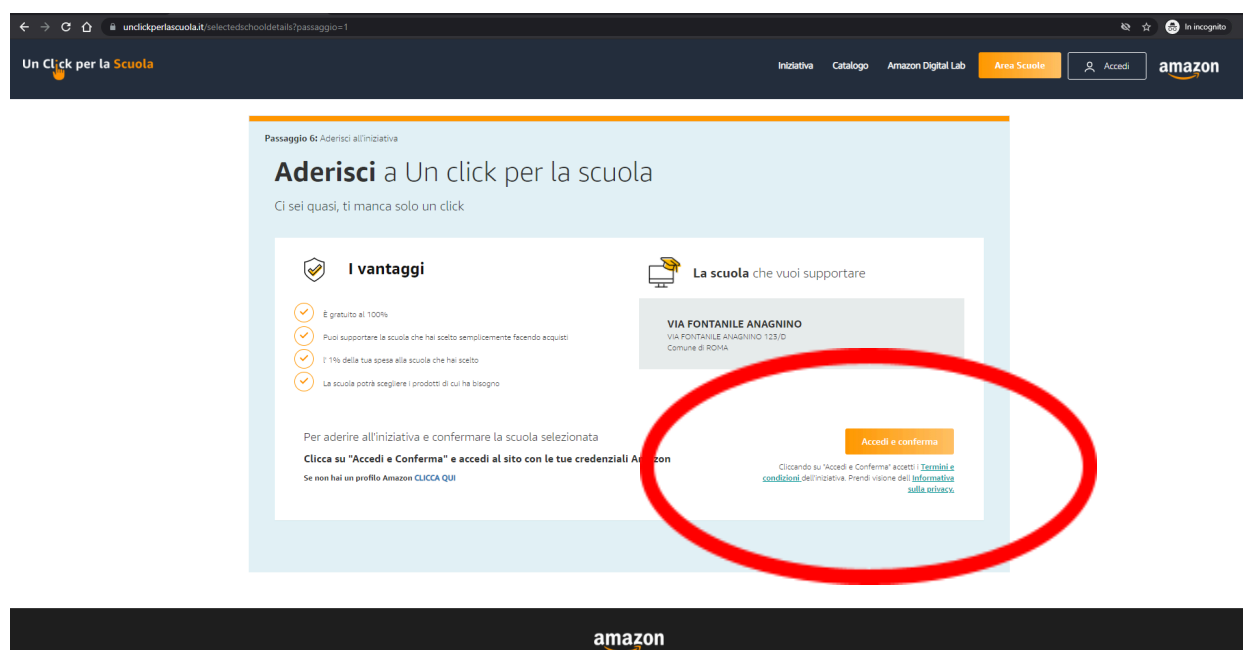 unclickperlascuola.it/selectedschooldetails?passaggio=1
In incognito
Un Click per la Scuola
Iniziativa
Catalogo
Amazon Digital Lab
Area Scuole
Accedi
amazon
Passaggio 6: Aderisci all'iniziativa
Aderisci a Un click per la scuola
Ci sei quasi, ti manca solo un click
I vantaggi
È gratuito al 100%
Puoi supportare la scuola che hai scelto semplicemente facendo acquisti
l' 1% della tua spesa alla scuola che hai scelto
La scuola potrà scegliere i prodotti di cui ha bisogno
La scuola che vuoi supportare
VIA FONTANILE ANAGNINO
VIA FONTANILE ANAGNINO 123/D
Comune di ROMA
Per aderire all'iniziativa e confermare la scuola selezionata
Clicca su "Accedi e Conferma" e accedi al sito con le tue credenziali Amazon
Se non hai un profilo Amazon CLICCA QUI
Accedi e conferma
Cliccando su "Accedi e Conferma" accetti i Termini e
condizioni dell'iniziativa. Prendi visione dell Informativa
sulla privacy.
amazon